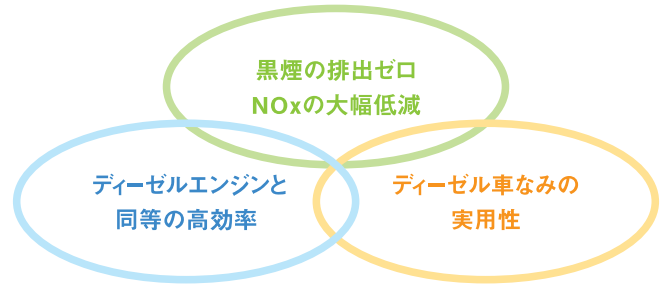 黒煙の排出ゼロ
NOxの大幅低減
ディーゼルエンジンと
同等の高効率
ディーゼル車なみの
実用性